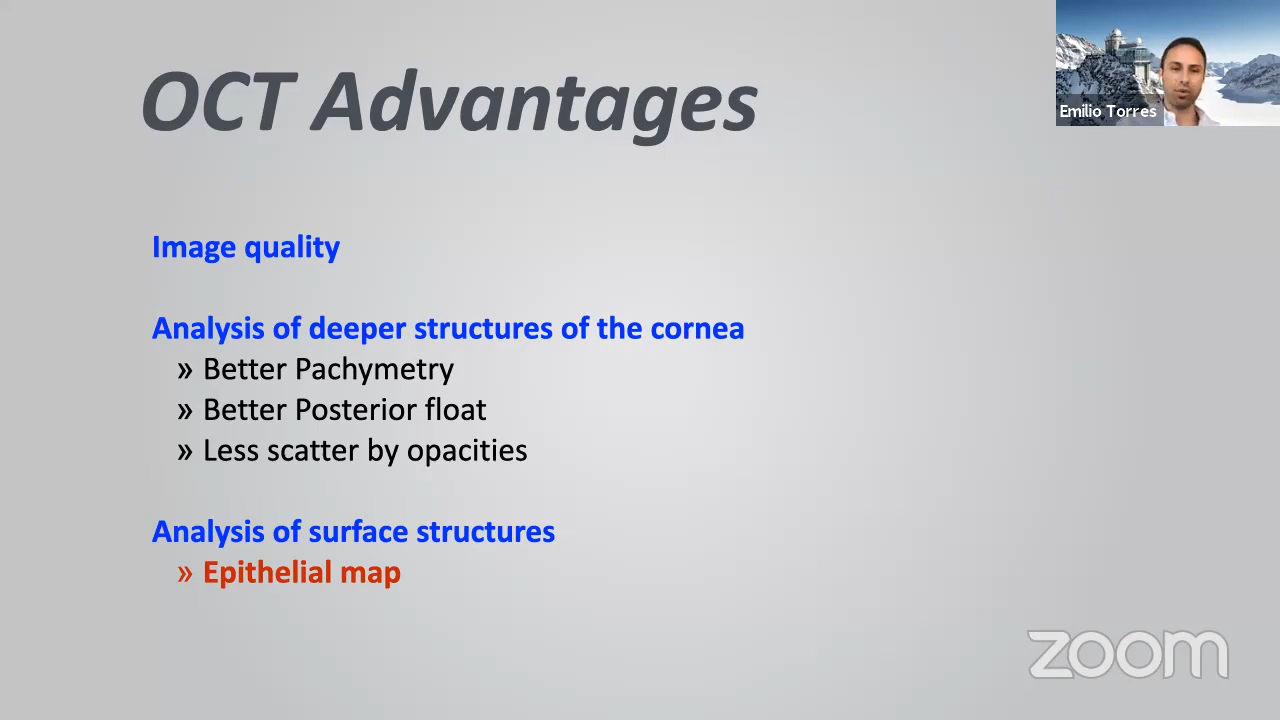 OCT Advantages
Emilio Torres
Image quality
Analysis of deeper structures of the cornea
» Better Pachymetry
» Better Posterior float
» Less scatter by opacities
Analysis of surface structures
» Epithelial map
zoom